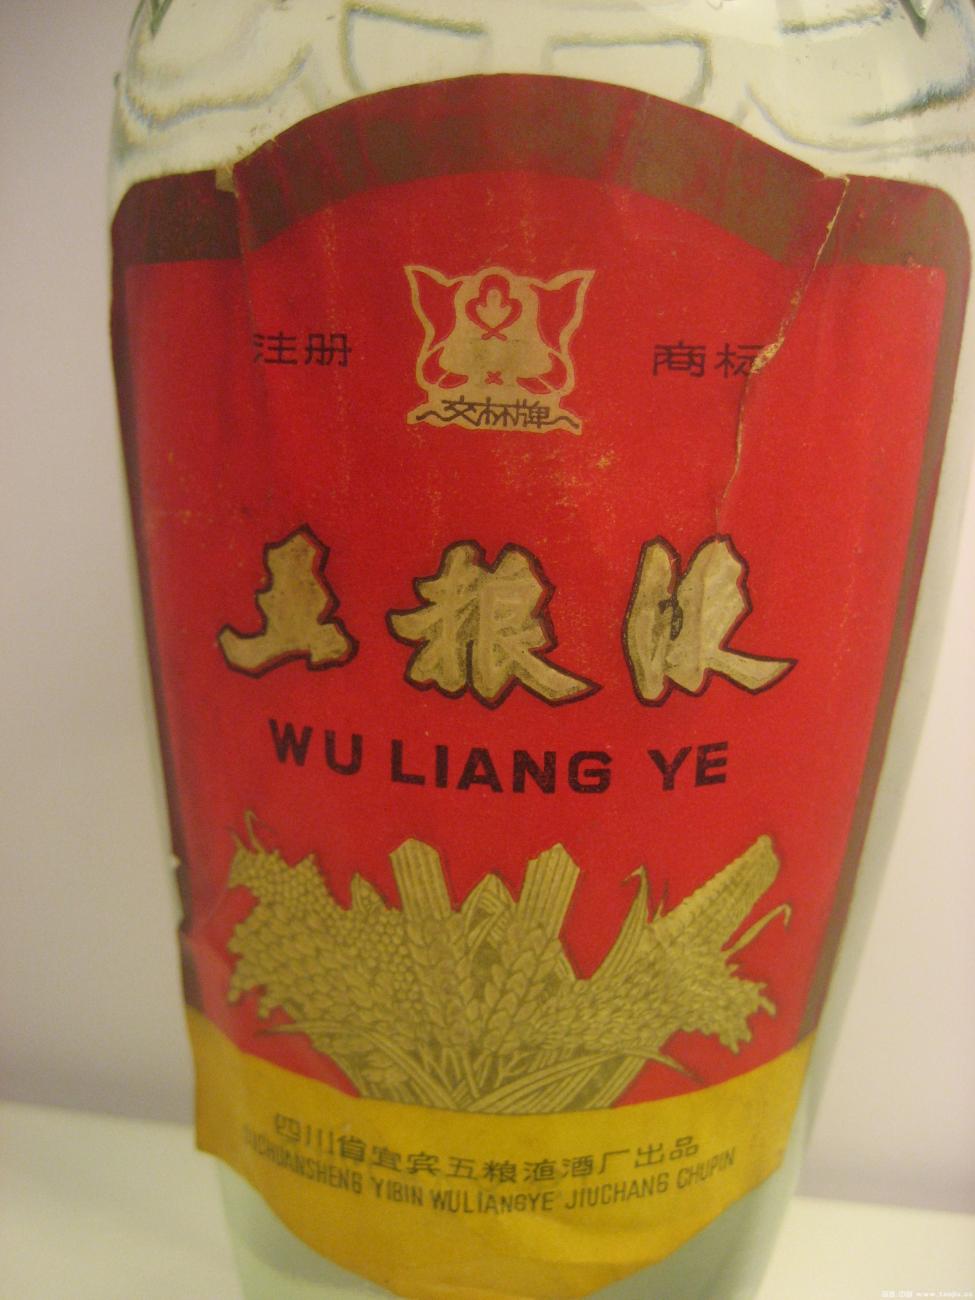 注册 商标
交杯牌
五粮液
WU LIANG YE
四川省宜宾五粮液酒厂出品
SICHUANSHENG YIBIN WULIANGYE JIUCHANG CHUPIN